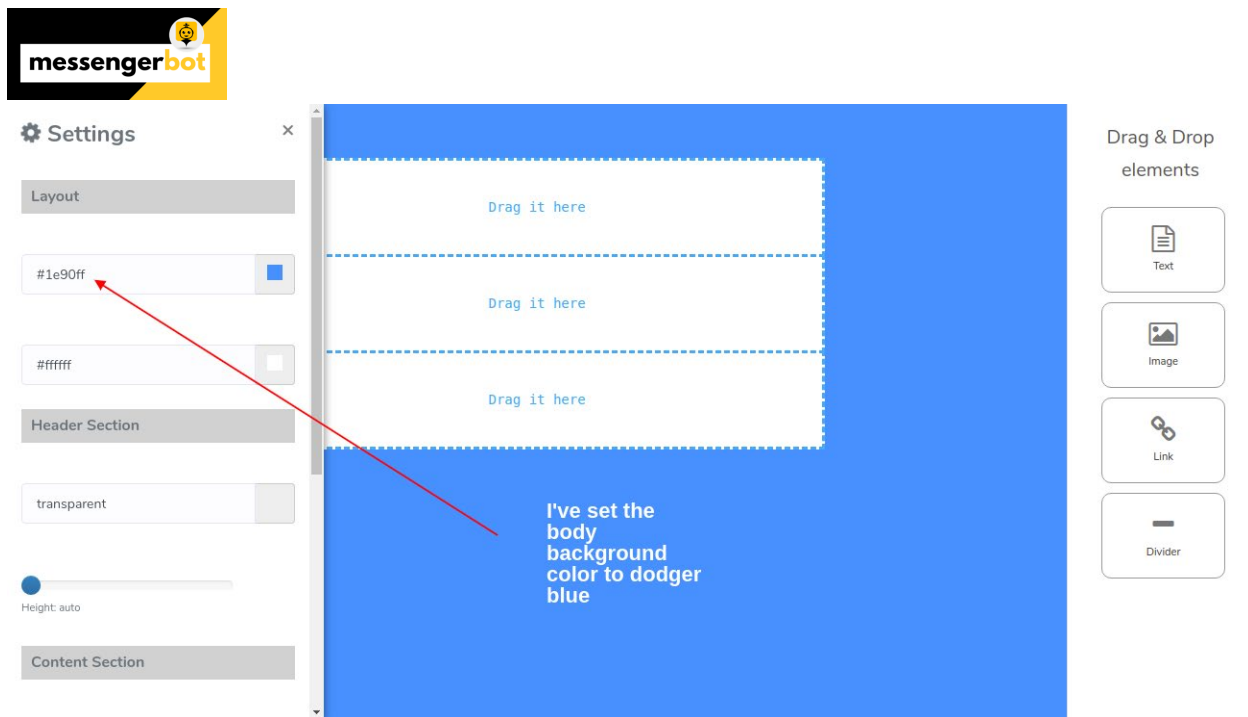 messengerbot
Settings ×
Layout
#1e90ff
#ffffff
Header Section
transparent
Height: auto
Content Section
Drag it here
Drag it here
Drag it here
I've set the
body
background
color to dodger
blue
Drag & Drop
elements
Text
Image
Link
Divider